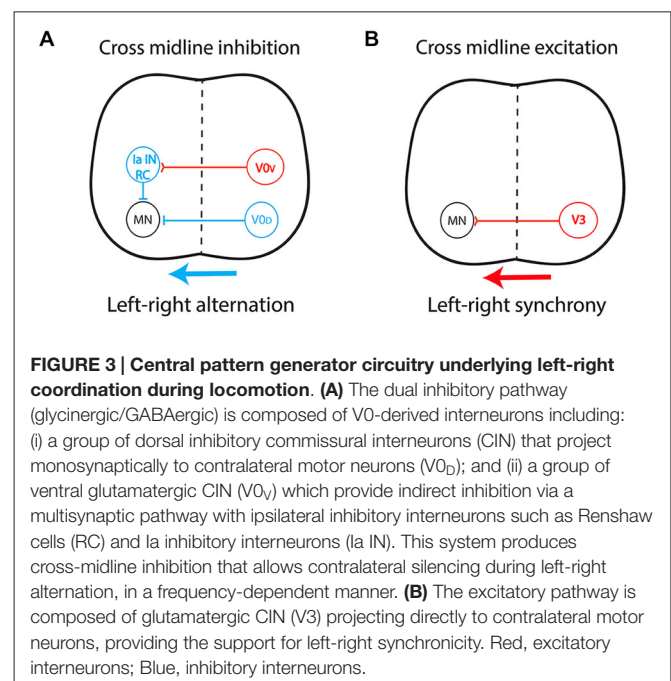 A
Cross midline inhibition
Ia IN
RC
V0V
MN
V0D
Left-right alternation
B
Cross midline excitation
MN
V3
Left-right synchrony
FIGURE 3 | Central pattern generator circuitry underlying left-right
coordination during locomotion. (A) The dual inhibitory pathway
(glycinergic/GABAergic) is composed of V0-derived interneurons including:
(i) a group of dorsal inhibitory commissural interneurons (CIN) that project
monosynaptically to contralateral motor neurons (V0D); and (ii) a group of
ventral glutamatergic CIN (V0V) which provide indirect inhibition via a
multisynaptic pathway with ipsilateral inhibitory interneurons such as Renshaw
cells (RC) and Ia inhibitory interneurons (Ia IN). This system produces
cross-midline inhibition that allows contralateral silencing during left-right
alternation, in a frequency-dependent manner. (B) The excitatory pathway is
composed of glutamatergic CIN (V3) projecting directly to contralateral motor
neurons, providing the support for left-right synchronicity. Red, excitatory
interneurons; Blue, inhibitory interneurons.